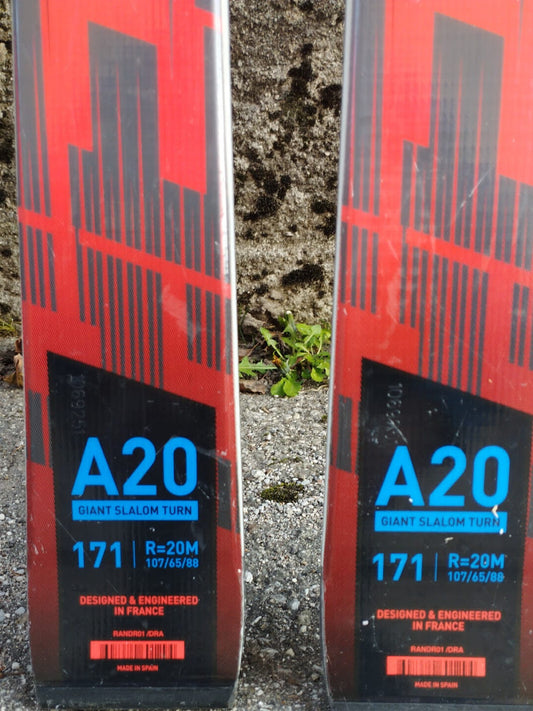 1069251
A20
GIANT SLALOM TURN
171 | R=20M
107/65/88
DESIGNED & ENGINEERED
IN FRANCE
RANDR01 /DRA
MADE IN SPAIN
A20
GIANT SLALOM TURN
171 | R=20M
107/65/88
DESIGNED & ENGINEERED
IN FRANCE
RANDR01 /DRA
MADE IN SPAIN